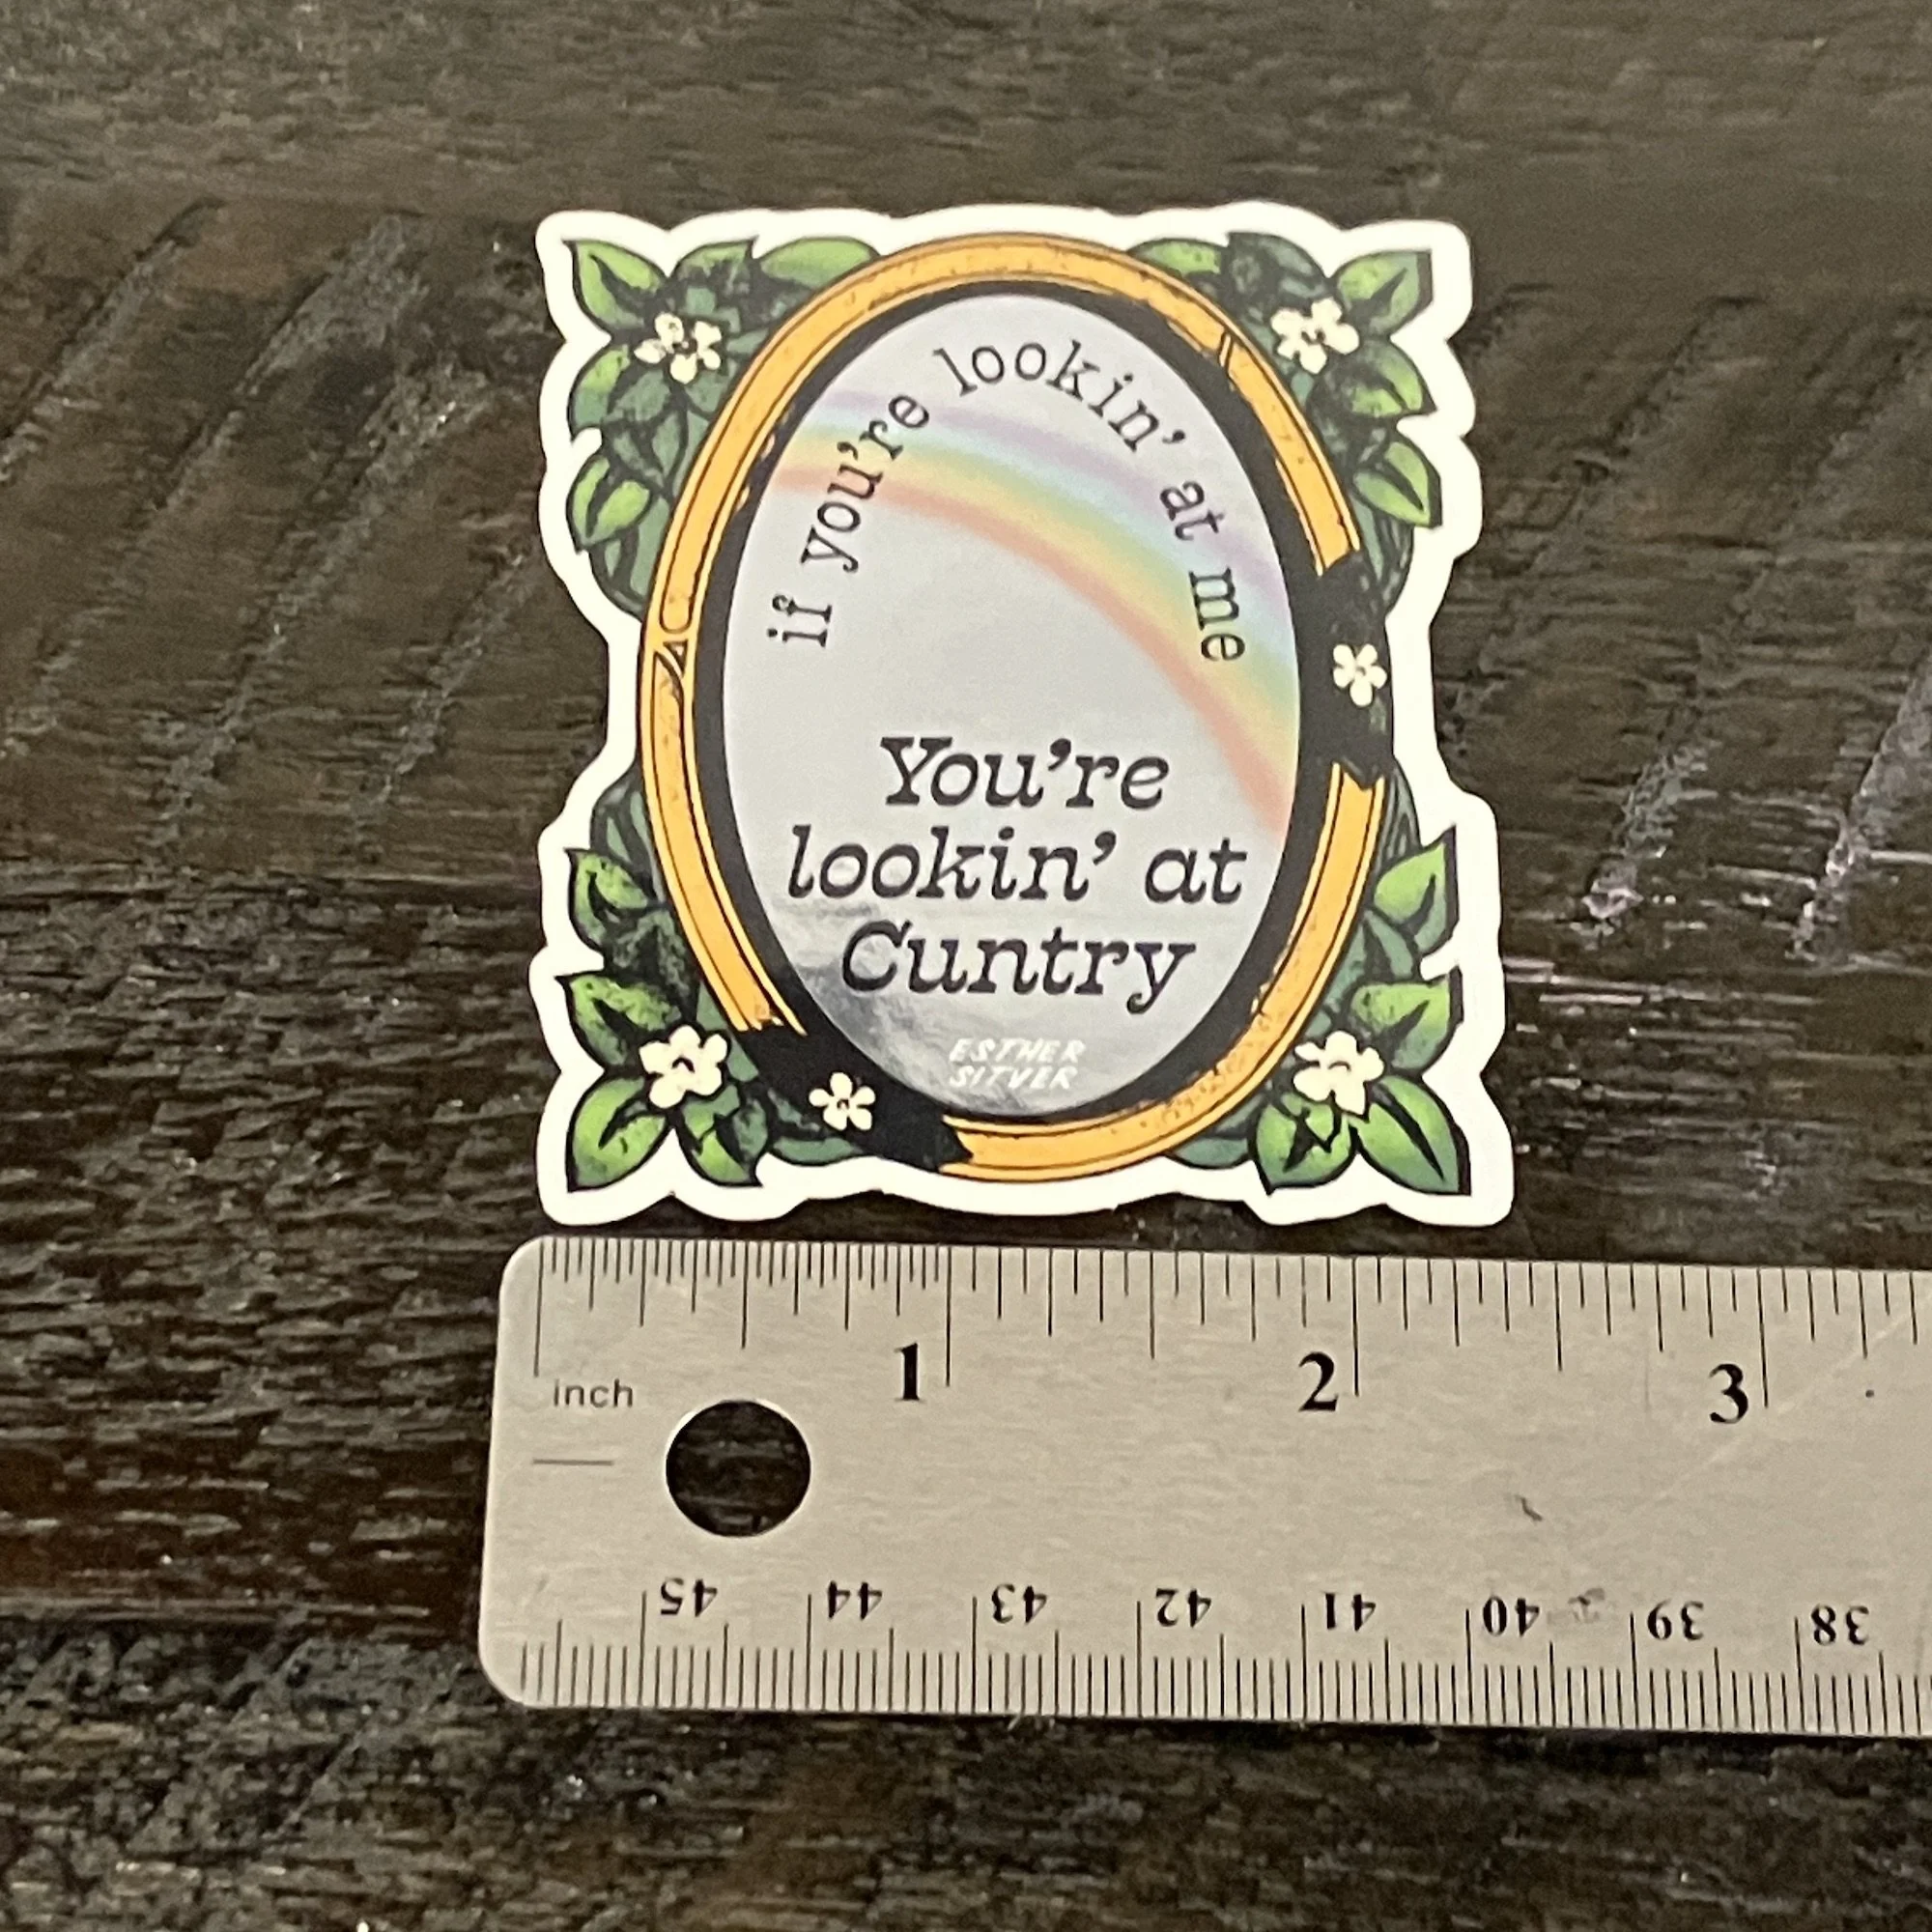 if you're lookin' at me
You're
lookin' at
Cuntry
ESTHER
SITVER
1 2 3
inch
45 44 43 42 41 40 39 38